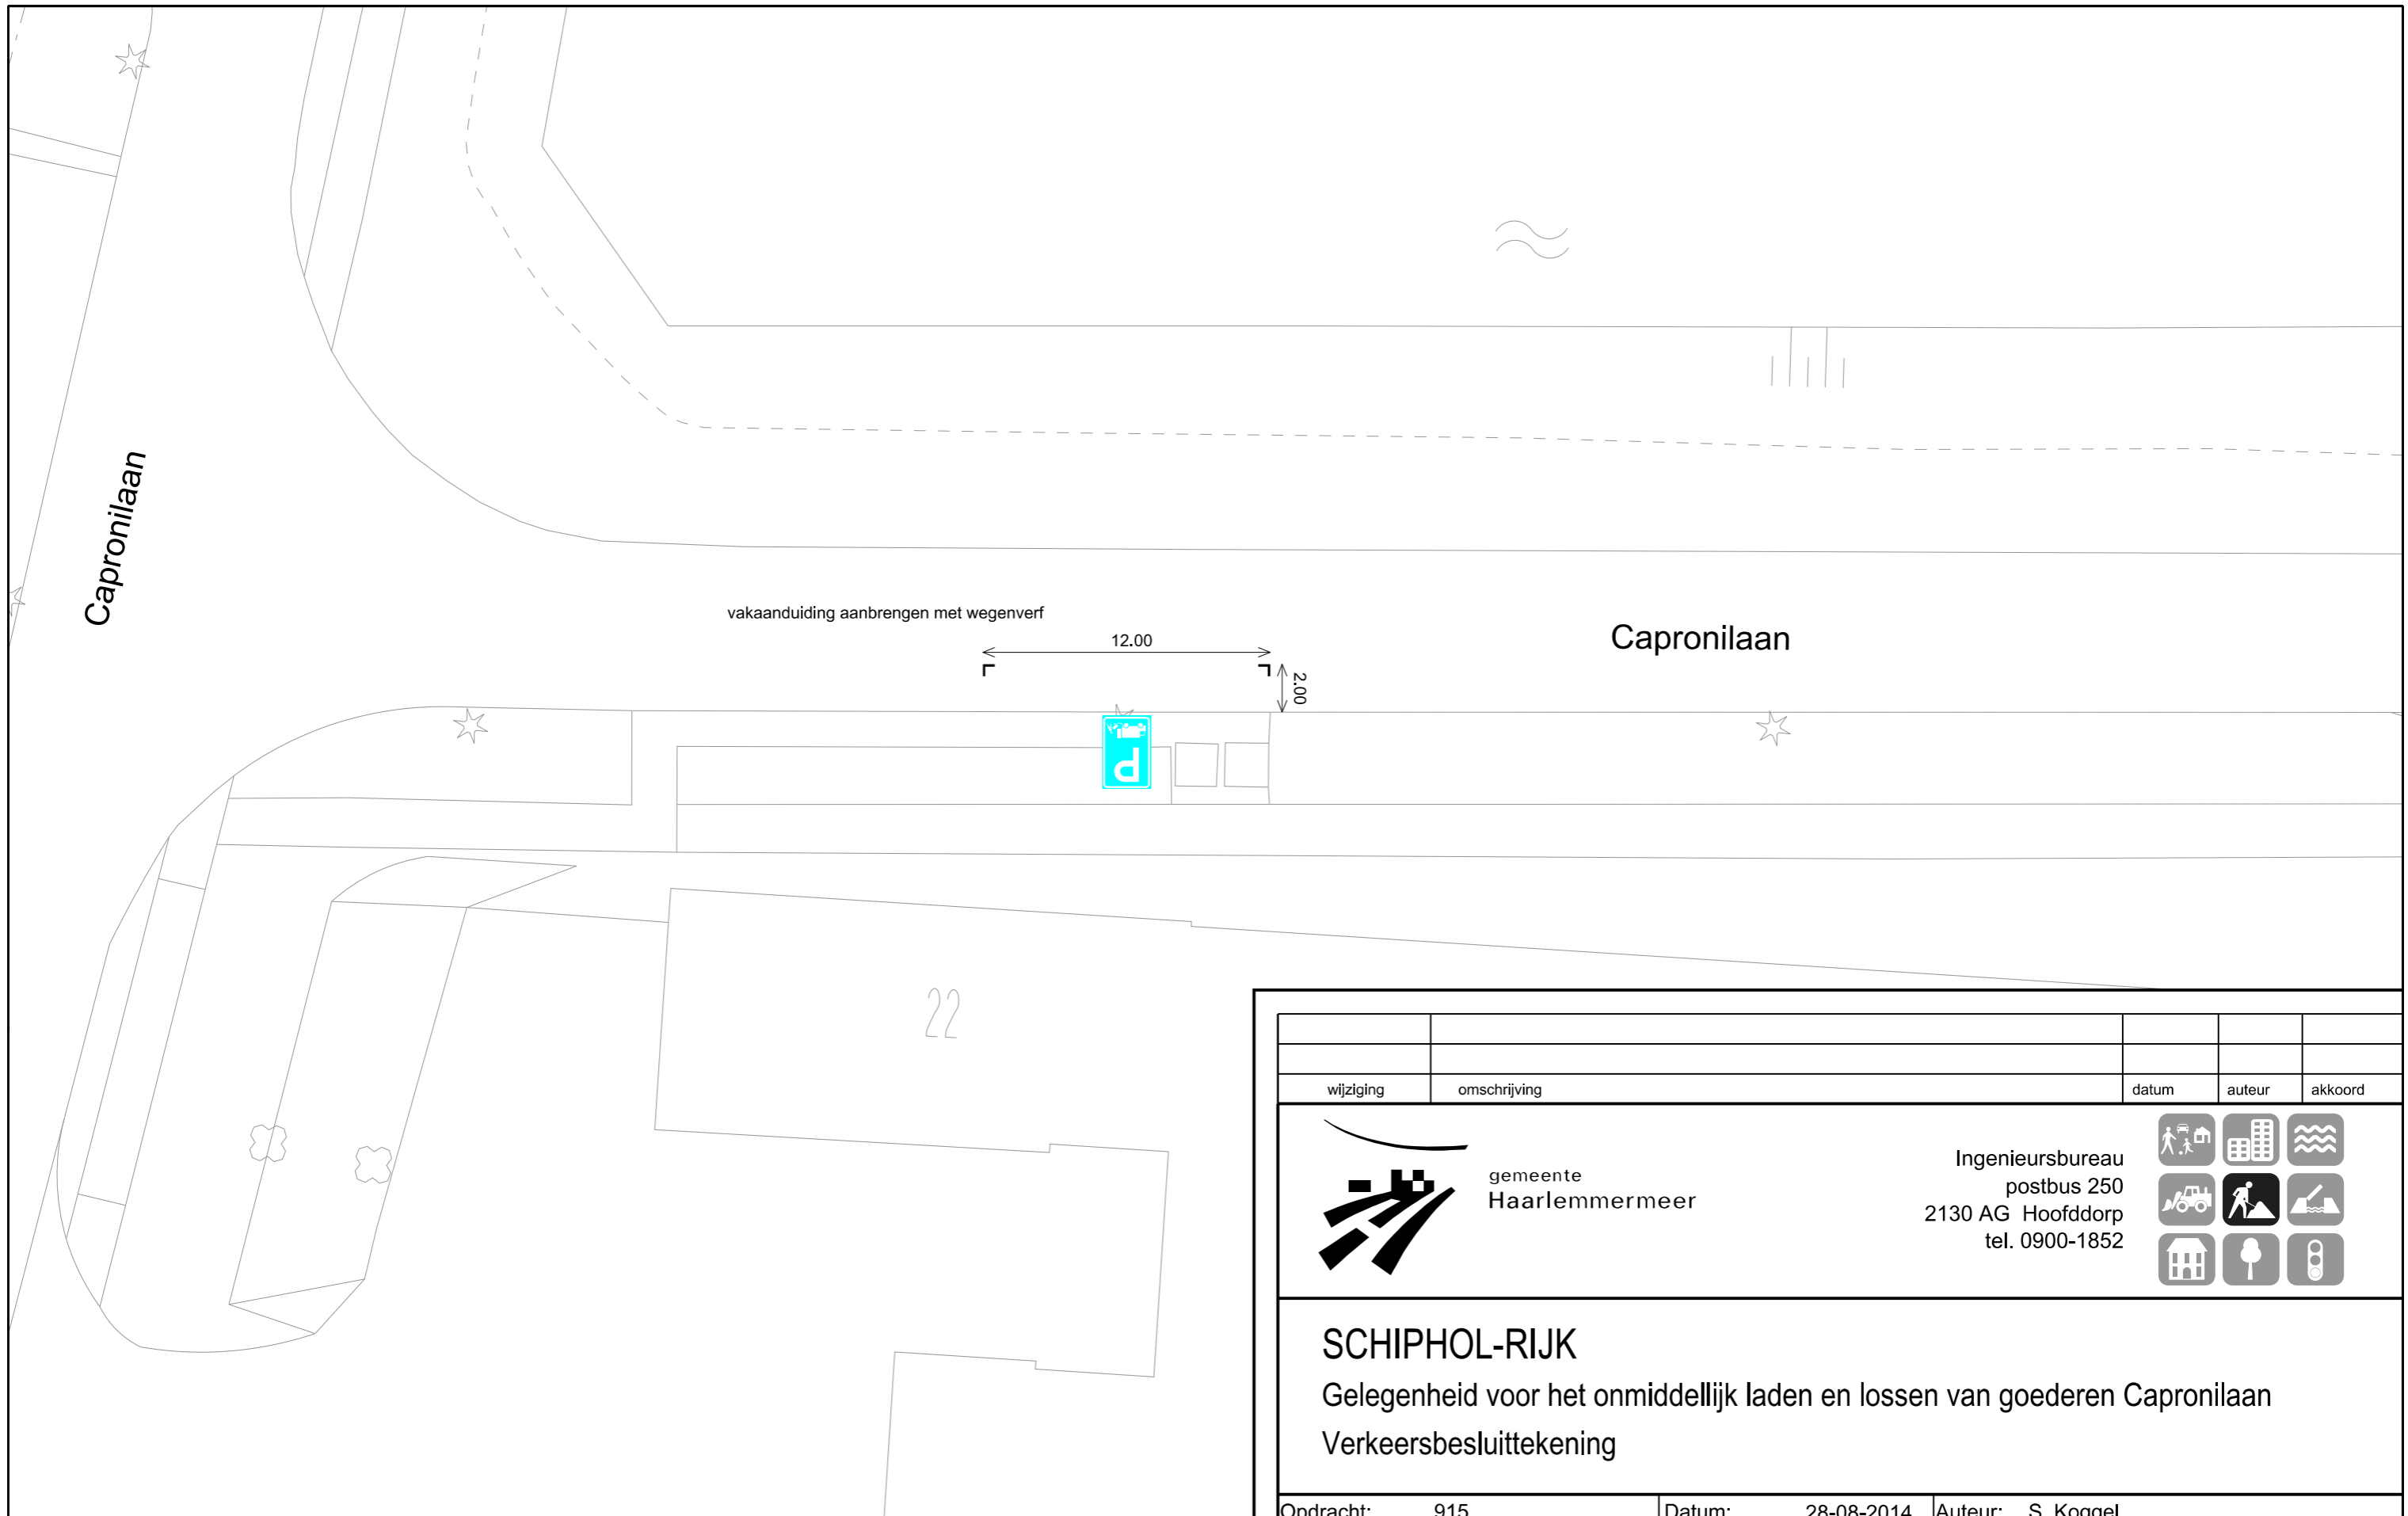 Capronilaan
vakaanduiding aanbrengen met wegenverf
12.00
Capronilaan
2.00
P
22
wijziging omschrijving datum auteur akkoord
gemeente
Haarlemmermeer
Ingenieursbureau
postbus 250
2130 AG Hoofddorp
tel. 0900-1852
SCHIPHOL-RIJK
Gelegenheid voor het onmiddellijk laden en lossen van goederen Capronilaan
Verkeersbesluittekening
Opdracht: 915 Datum: 28-08-2014 Auteur: S. Koggel